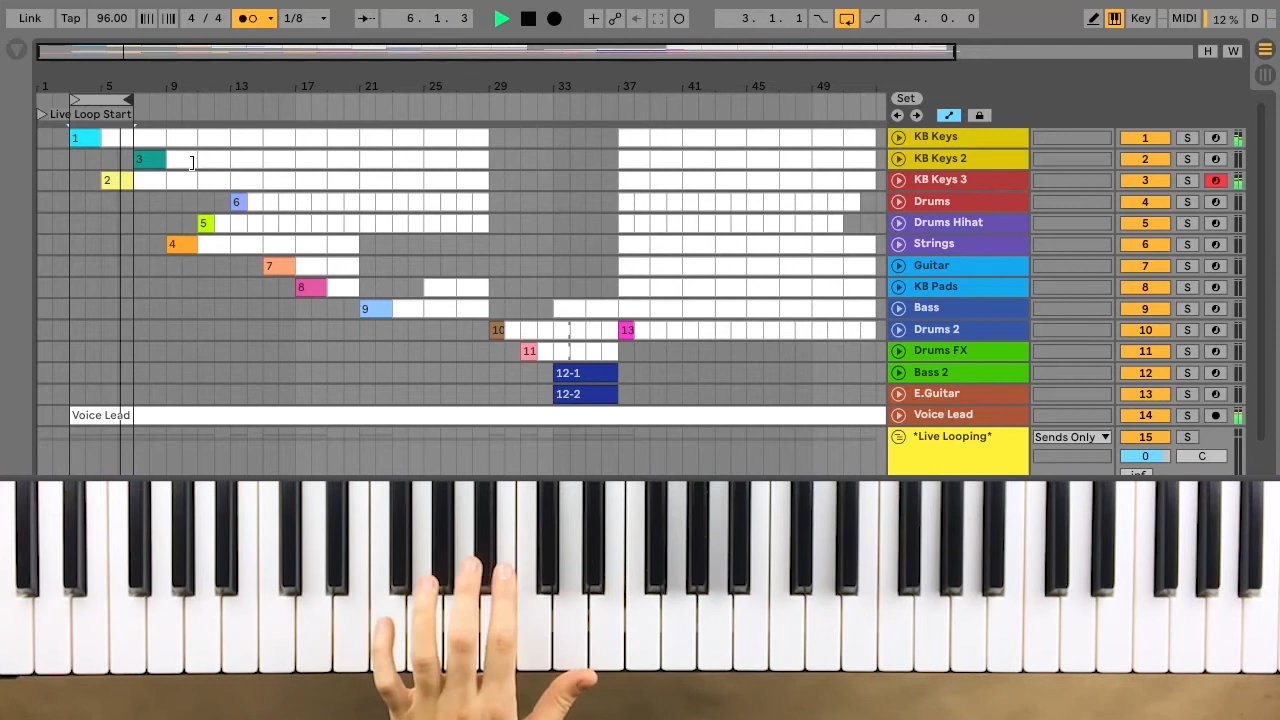 Link Tap 96.00 4 / 4 1/8 6. 1. 3 3. 1. 1 4. 0. 0 Key MIDI 12 % D
H W
1 5 9 13 17 21 25 29 33 37 41 45 49
Set
Live Loop Start
1 KB Keys 1 S
3 KB Keys 2 2 S
2 KB Keys 3 3 S
6 Drums 4 S
5 Drums Hihat 5 S
4 Strings 6 S
7 Guitar 7 S
8 KB Pads 8 S
9 Bass 9 S
10 13 Drums 2 10 S
11 Drums FX 11 S
12-1 Bass 2 12 S
12-2 E.Guitar 13 S
Voice Lead Voice Lead 14 S
*Live Looping* Sends Only 15 S
0 C